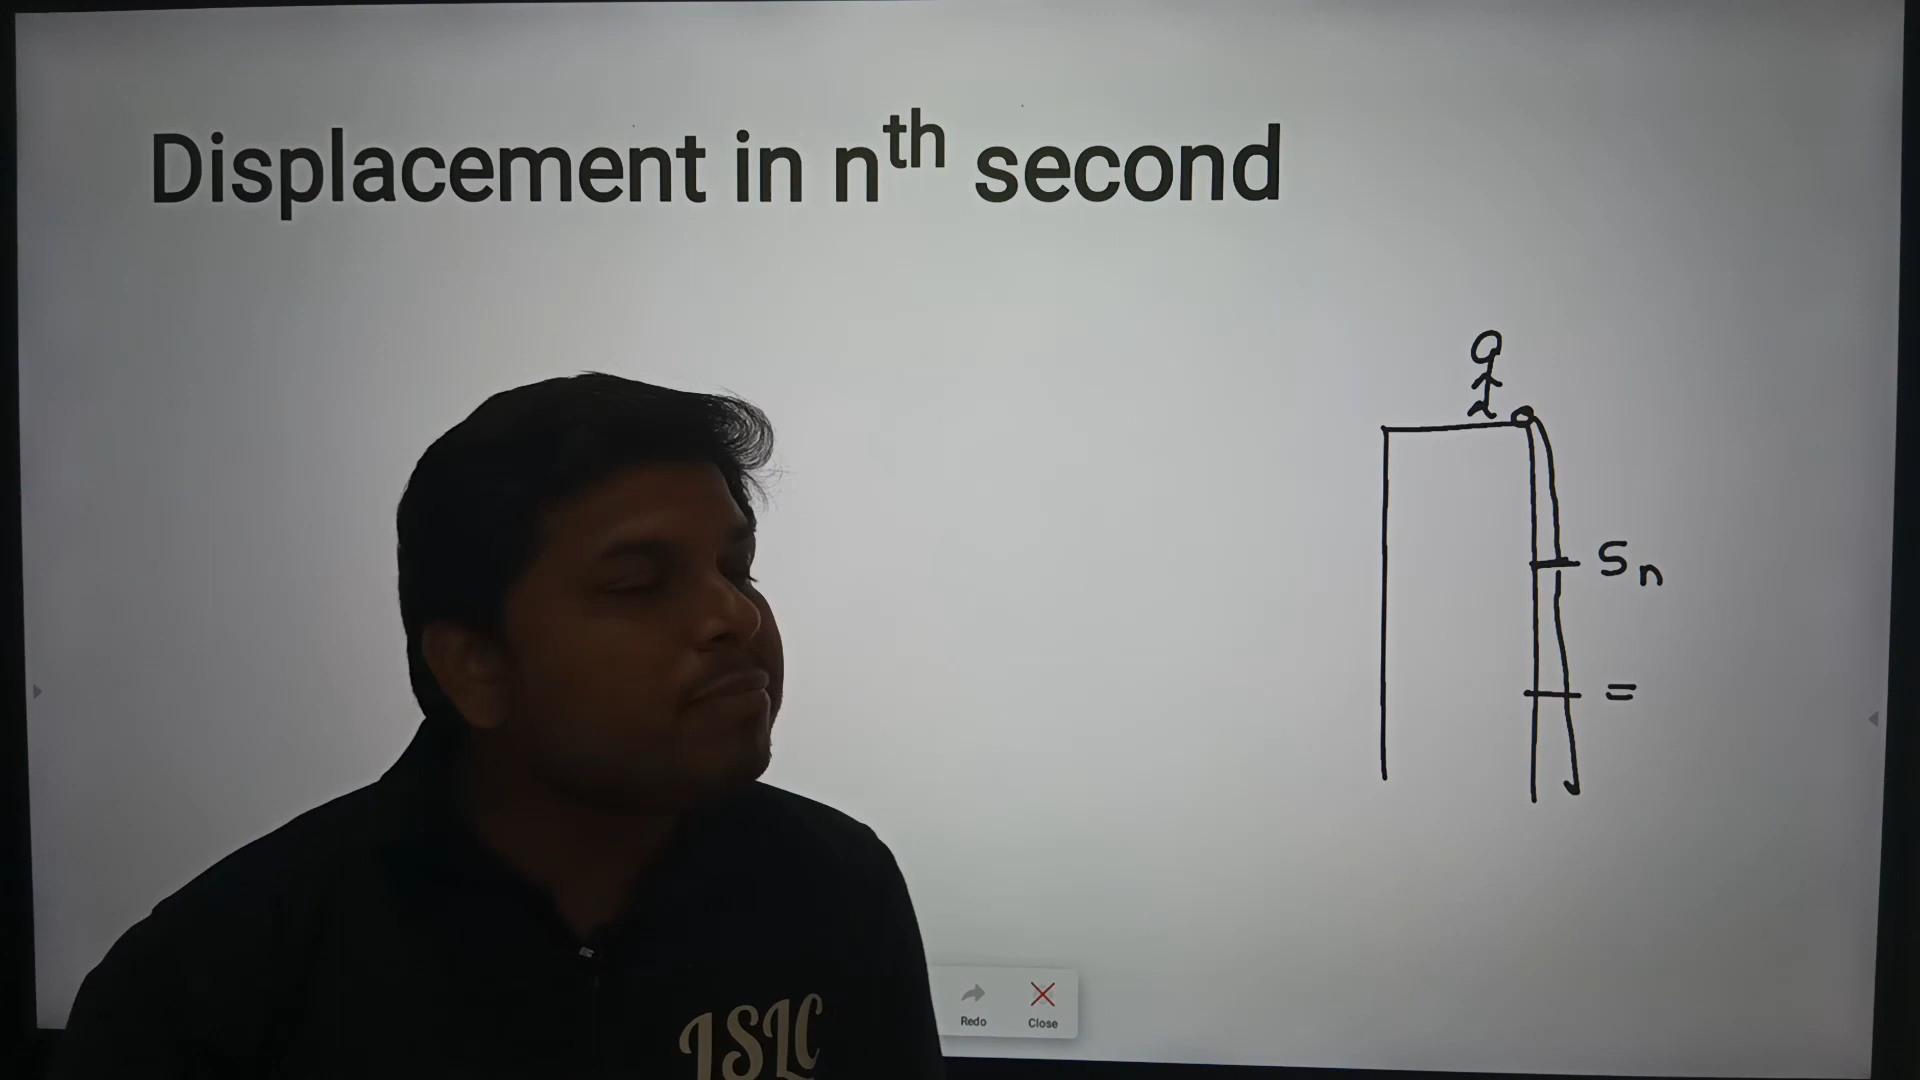 Displacement in nth second
Sn
=
Redo
Close
ISLC